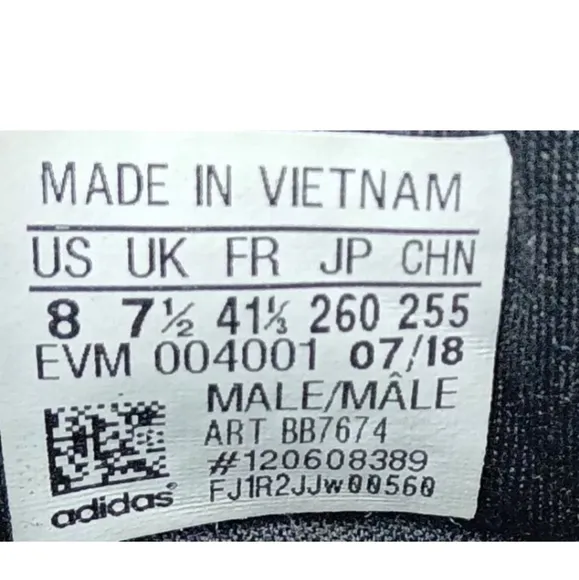 MADE IN VIETNAM
US UK FR JP CHN
8 7½ 41⅓ 260 255
EVM 004001 07/18
MALE/MÂLE
ART BB7674
#120608389
FJ1R2JJw00560
adidas